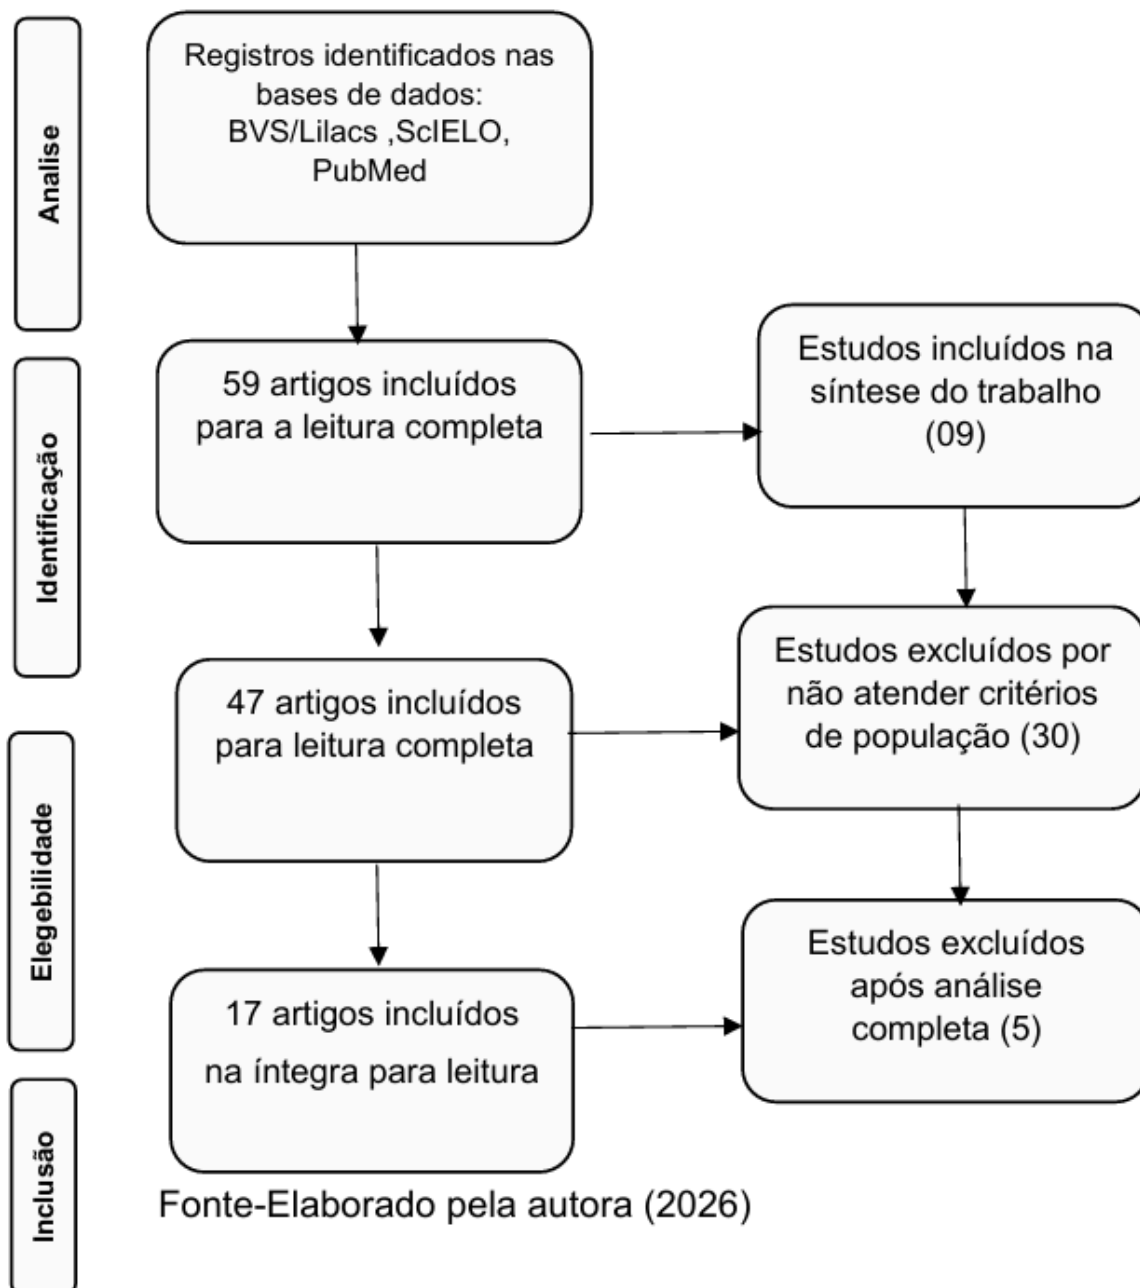 Analise
Registros identificados nas
bases de dados:
BVS/Lilacs ,ScIELO,
PubMed
Identificação
59 artigos incluídos
para a leitura completa
Estudos incluídos na
síntese do trabalho
(09)
47 artigos incluídos
para leitura completa
Estudos excluídos por
não atender critérios
de população (30)
Elegebilidade
17 artigos incluídos
na íntegra para leitura
Estudos excluídos
após análise
completa (5)
Inclusão
Fonte-Elaborado pela autora (2026)